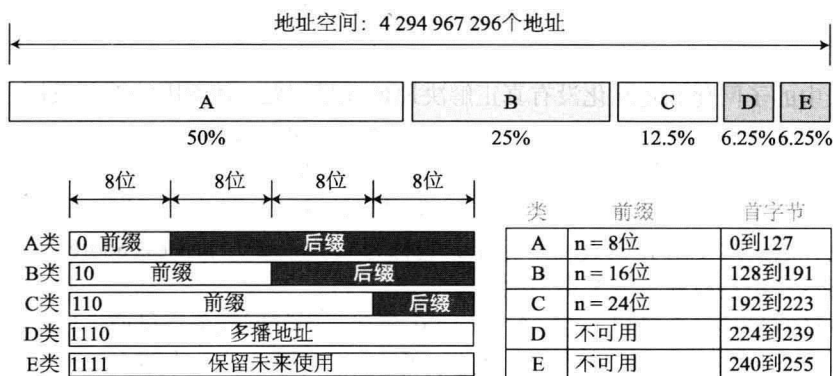 地址空间：4 294 967 296个地址
A B C D E
50% 25% 12.5% 6.25% 6.25%
8位 8位 8位 8位
A类 0 前缀 后缀
B类 10 前缀 后缀
C类 110 前缀 后缀
D类 1110 多播地址
E类 1111 保留未来使用
类 前缀 首字节
A n = 8位 0到127
B n = 16位 128到191
C n = 24位 192到223
D 不可用 224到239
E 不可用 240到255